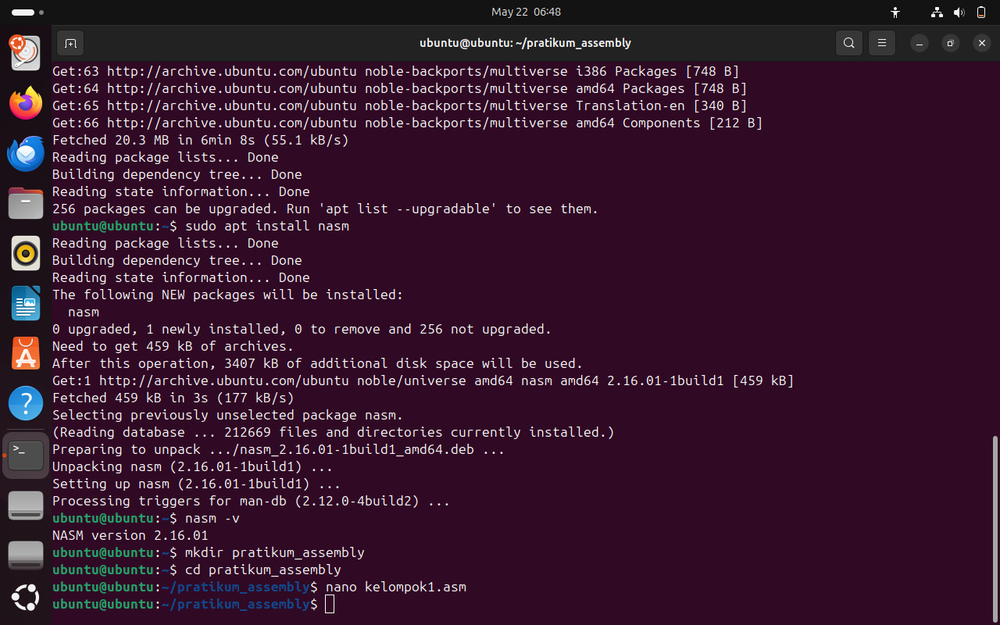 May 22 06:48
ubuntu@ubuntu: ~/pratikum_assembly
Get:63 http://archive.ubuntu.com/ubuntu noble-backports/multiverse i386 Packages [748 B]
Get:64 http://archive.ubuntu.com/ubuntu noble-backports/multiverse amd64 Packages [748 B]
Get:65 http://archive.ubuntu.com/ubuntu noble-backports/multiverse Translation-en [340 B]
Get:66 http://archive.ubuntu.com/ubuntu noble-backports/multiverse amd64 Components [212 B]
Fetched 20.3 MB in 6min 8s (55.1 kB/s)
Reading package lists... Done
Building dependency tree... Done
Reading state information... Done
256 packages can be upgraded. Run 'apt list --upgradable' to see them.
ubuntu@ubuntu:~$ sudo apt install nasm
Reading package lists... Done
Building dependency tree... Done
Reading state information... Done
The following NEW packages will be installed:
  nasm
0 upgraded, 1 newly installed, 0 to remove and 256 not upgraded.
Need to get 459 kB of archives.
After this operation, 3407 kB of additional disk space will be used.
Get:1 http://archive.ubuntu.com/ubuntu noble/universe amd64 nasm amd64 2.16.01-1build1 [459 kB]
Fetched 459 kB in 3s (177 kB/s)
Selecting previously unselected package nasm.
(Reading database ... 212669 files and directories currently installed.)
Preparing to unpack .../nasm_2.16.01-1build1_amd64.deb ...
Unpacking nasm (2.16.01-1build1) ...
Setting up nasm (2.16.01-1build1) ...
Processing triggers for man-db (2.12.0-4build2) ...
ubuntu@ubuntu:~$ nasm -v
NASM version 2.16.01
ubuntu@ubuntu:~$ mkdir pratikum_assembly
ubuntu@ubuntu:~$ cd pratikum_assembly
ubuntu@ubuntu:~/pratikum_assembly$ nano kelompok1.asm
ubuntu@ubuntu:~/pratikum_assembly$